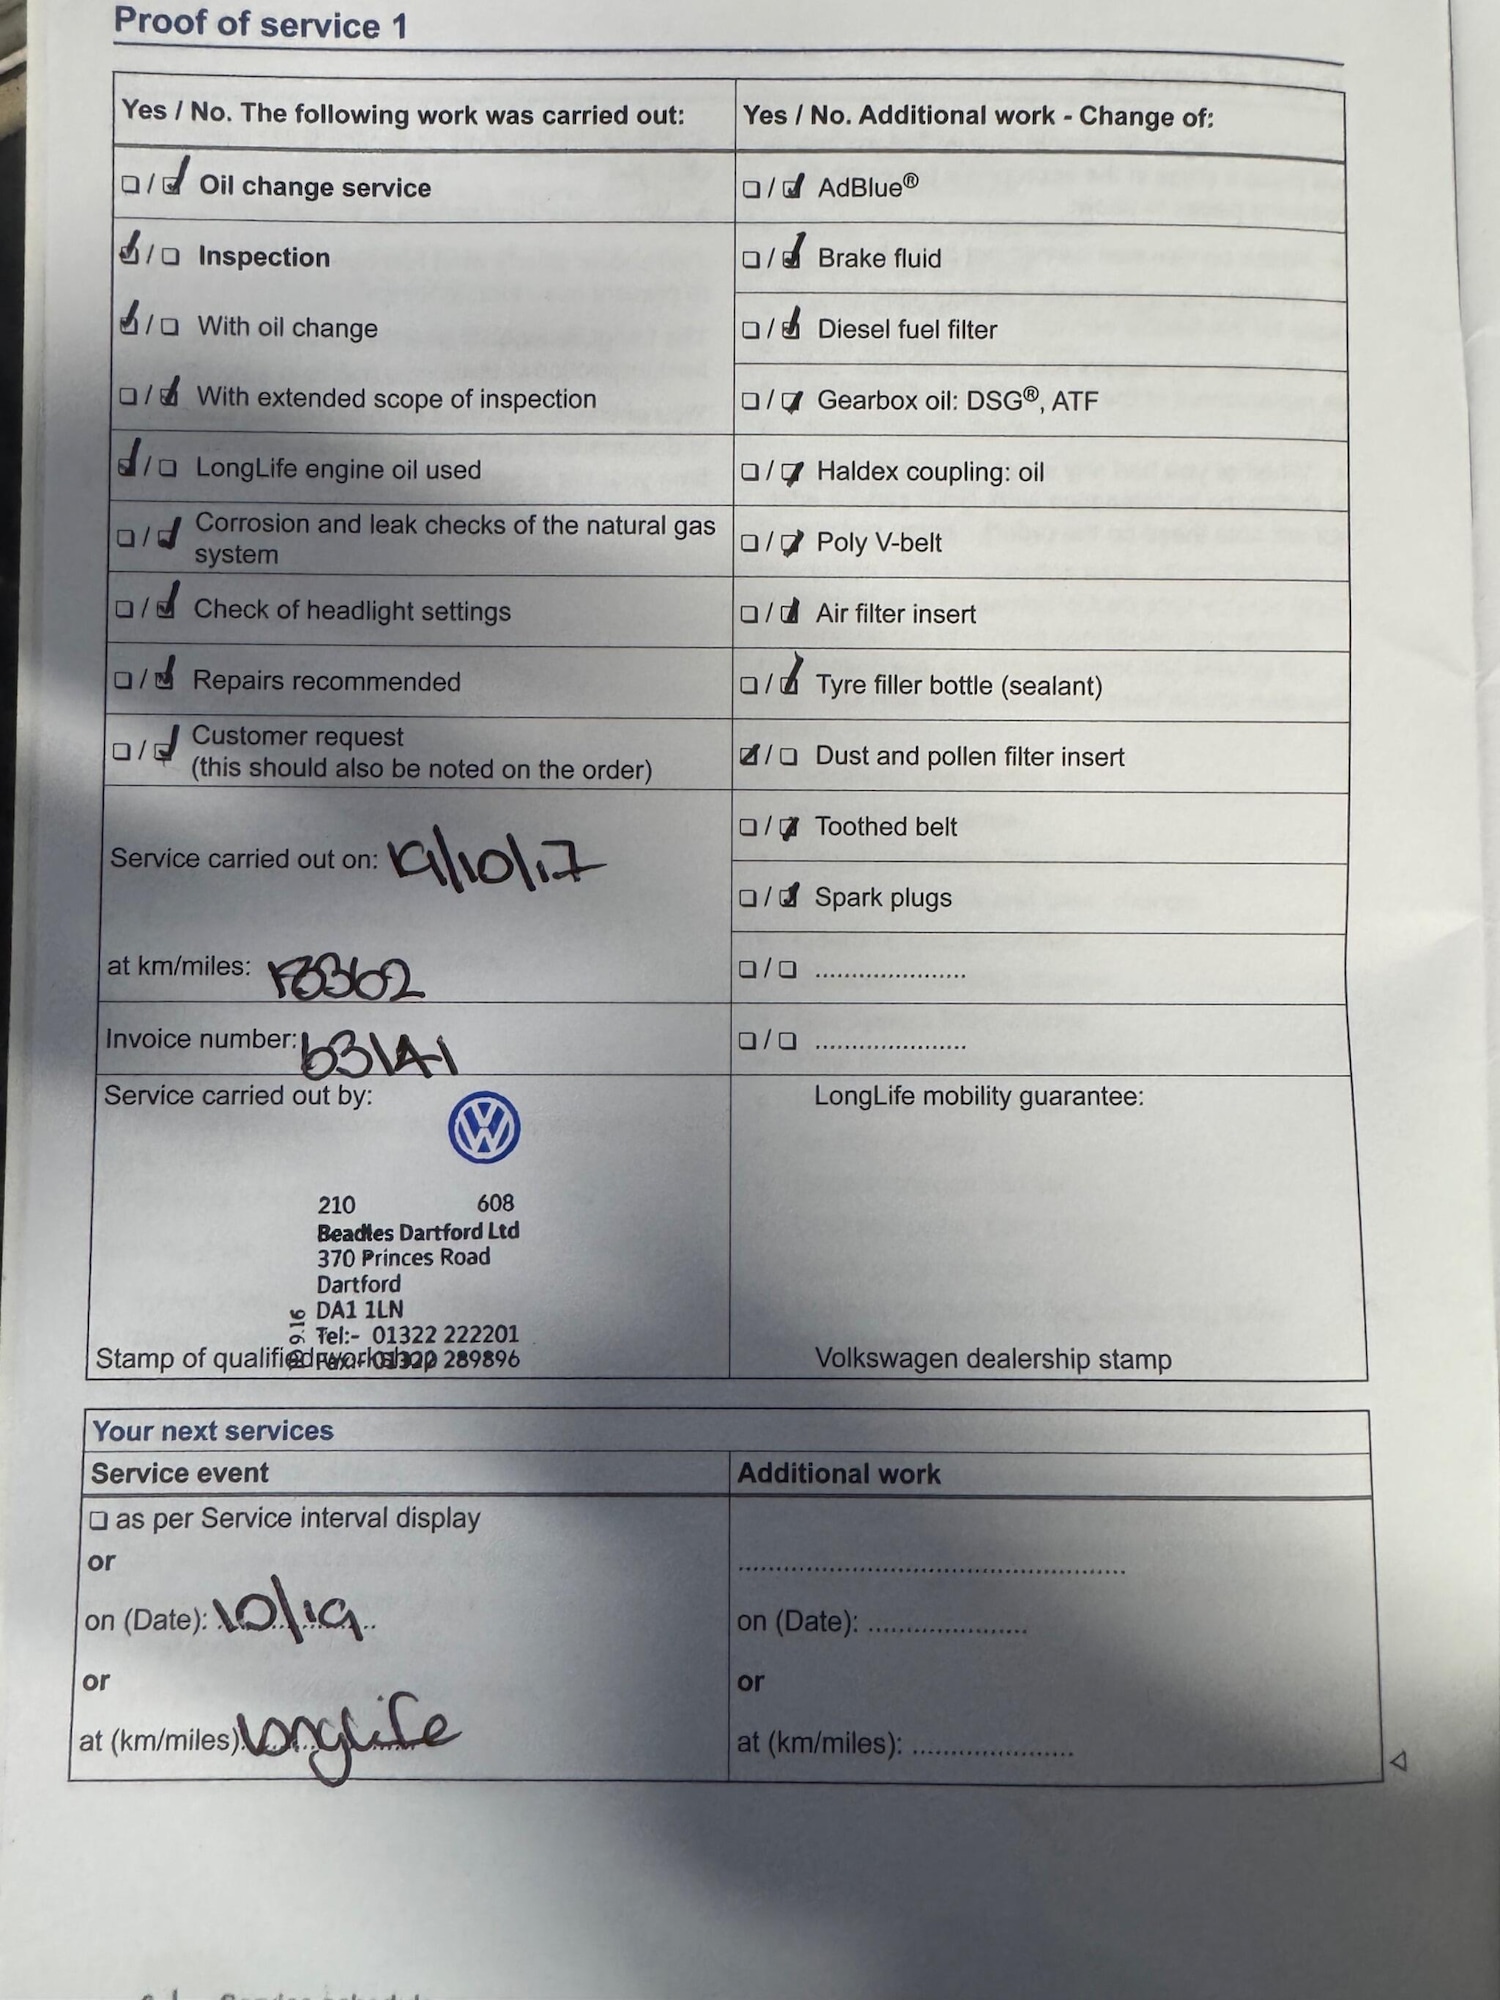 Proof of service 1
Yes / No. The following work was carried out:
Oil change service
Inspection
With oil change
With extended scope of inspection
LongLife engine oil used
Corrosion and leak checks of the natural gas
system
Check of headlight settings
Repairs recommended
Customer request
(this should also be noted on the order)
Service carried out on: 19/10/17
at km/miles: 18362
Invoice number: 63141
Service carried out by:
210 608
Beadles Dartford Ltd
370 Princes Road
Dartford
DA1 1LN
Tel:- 01322 222201
Fax:- 01322 289896
9.16
Stamp of qualified workshop
Yes / No. Additional work - Change of:
AdBlue®
Brake fluid
Diesel fuel filter
Gearbox oil: DSG®, ATF
Haldex coupling: oil
Poly V-belt
Air filter insert
Tyre filler bottle (sealant)
Dust and pollen filter insert
Toothed belt
Spark plugs
LongLife mobility guarantee:
Volkswagen dealership stamp
Your next services
Service event
as per Service interval display
or
on (Date): 10/19
or
at (km/miles): Longlife
Additional work
on (Date):
or
at (km/miles):